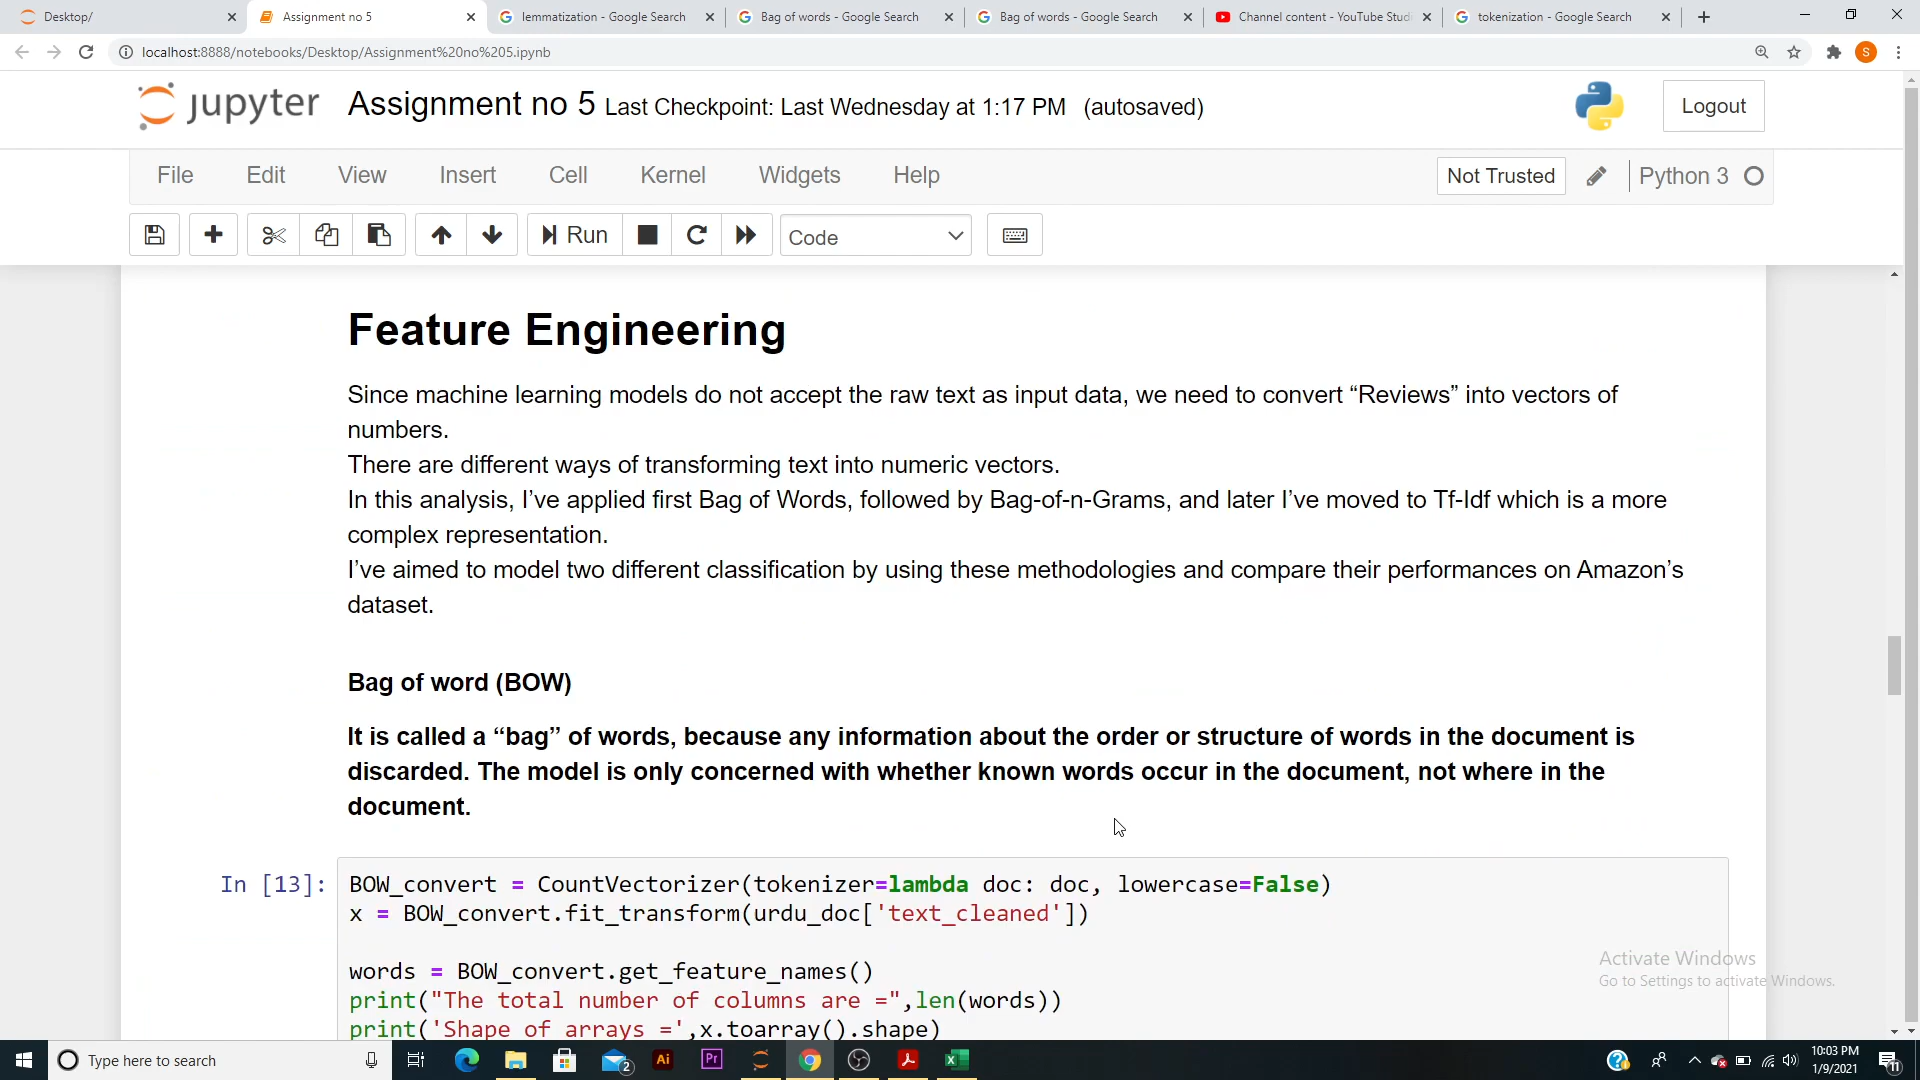 Desktop/
Assignment no 5
lemmatization - Google Search
Bag of words - Google Search
Bag of words - Google Search
Channel content - YouTube Studi
tokenization - Google Search
localhost:8888/notebooks/Desktop/Assignment%20no%205.ipynb
S
jupyter
Assignment no 5 Last Checkpoint: Last Wednesday at 1:17 PM (autosaved)
Logout
File Edit View Insert Cell Kernel Widgets Help
Not Trusted
Python 3
Run
Code
Feature Engineering
Since machine learning models do not accept the raw text as input data, we need to convert “Reviews” into vectors of
numbers.
There are different ways of transforming text into numeric vectors.
In this analysis, I’ve applied first Bag of Words, followed by Bag-of-n-Grams, and later I’ve moved to Tf-Idf which is a more
complex representation.
I’ve aimed to model two different classification by using these methodologies and compare their performances on Amazon’s
dataset.
Bag of word (BOW)
It is called a “bag” of words, because any information about the order or structure of words in the document is
discarded. The model is only concerned with whether known words occur in the document, not where in the
document.
In [13]:
BOW_convert = CountVectorizer(tokenizer=lambda doc: doc, lowercase=False)
x = BOW_convert.fit_transform(urdu_doc['text_cleaned'])
words = BOW_convert.get_feature_names()
print("The total number of columns are =",len(words))
print('Shape of arrays =',x.toarray().shape)
Activate Windows
Go to Settings to activate Windows.
Type here to search
2
Ai
Pr
10:03 PM
1/9/2021
11